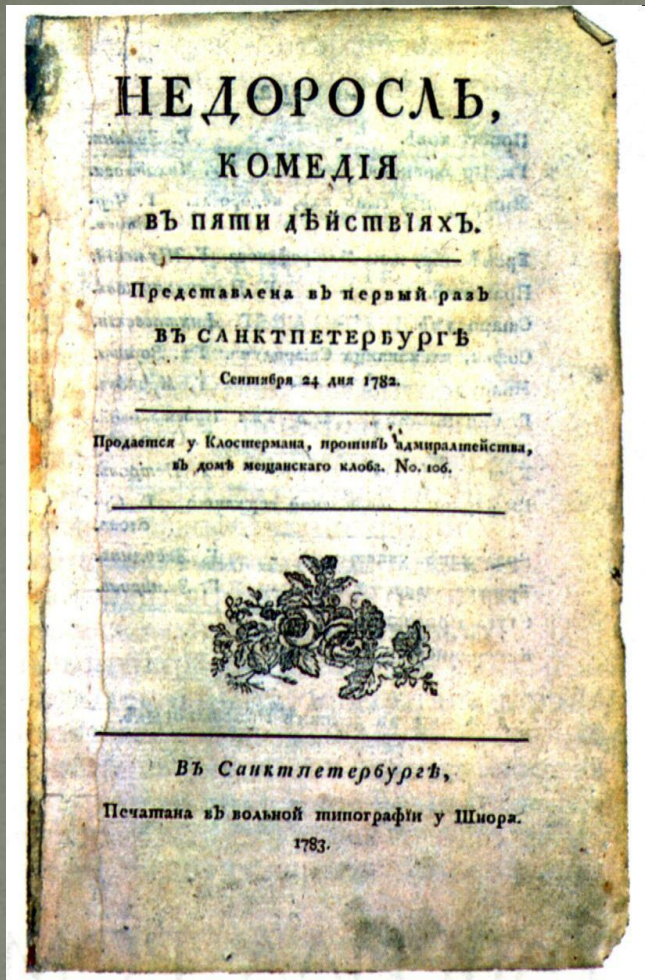 НЕДОРОСЛЬ,
КОМЕДІЯ
ВЪ ПЯТИ ДѢЙСТВІЯХЪ.
Представлена въ первый разъ
ВЪ САНКТПЕТЕРБУРГѢ
Сентября 24 дня 1782.
Продается у Клостермана, противъ адмиралтейства,
въ домѣ мещанскаго клоба. No. 106.
Въ Санктпетербургѣ,
Печатана въ вольной типографїи у Шнора.
1783.